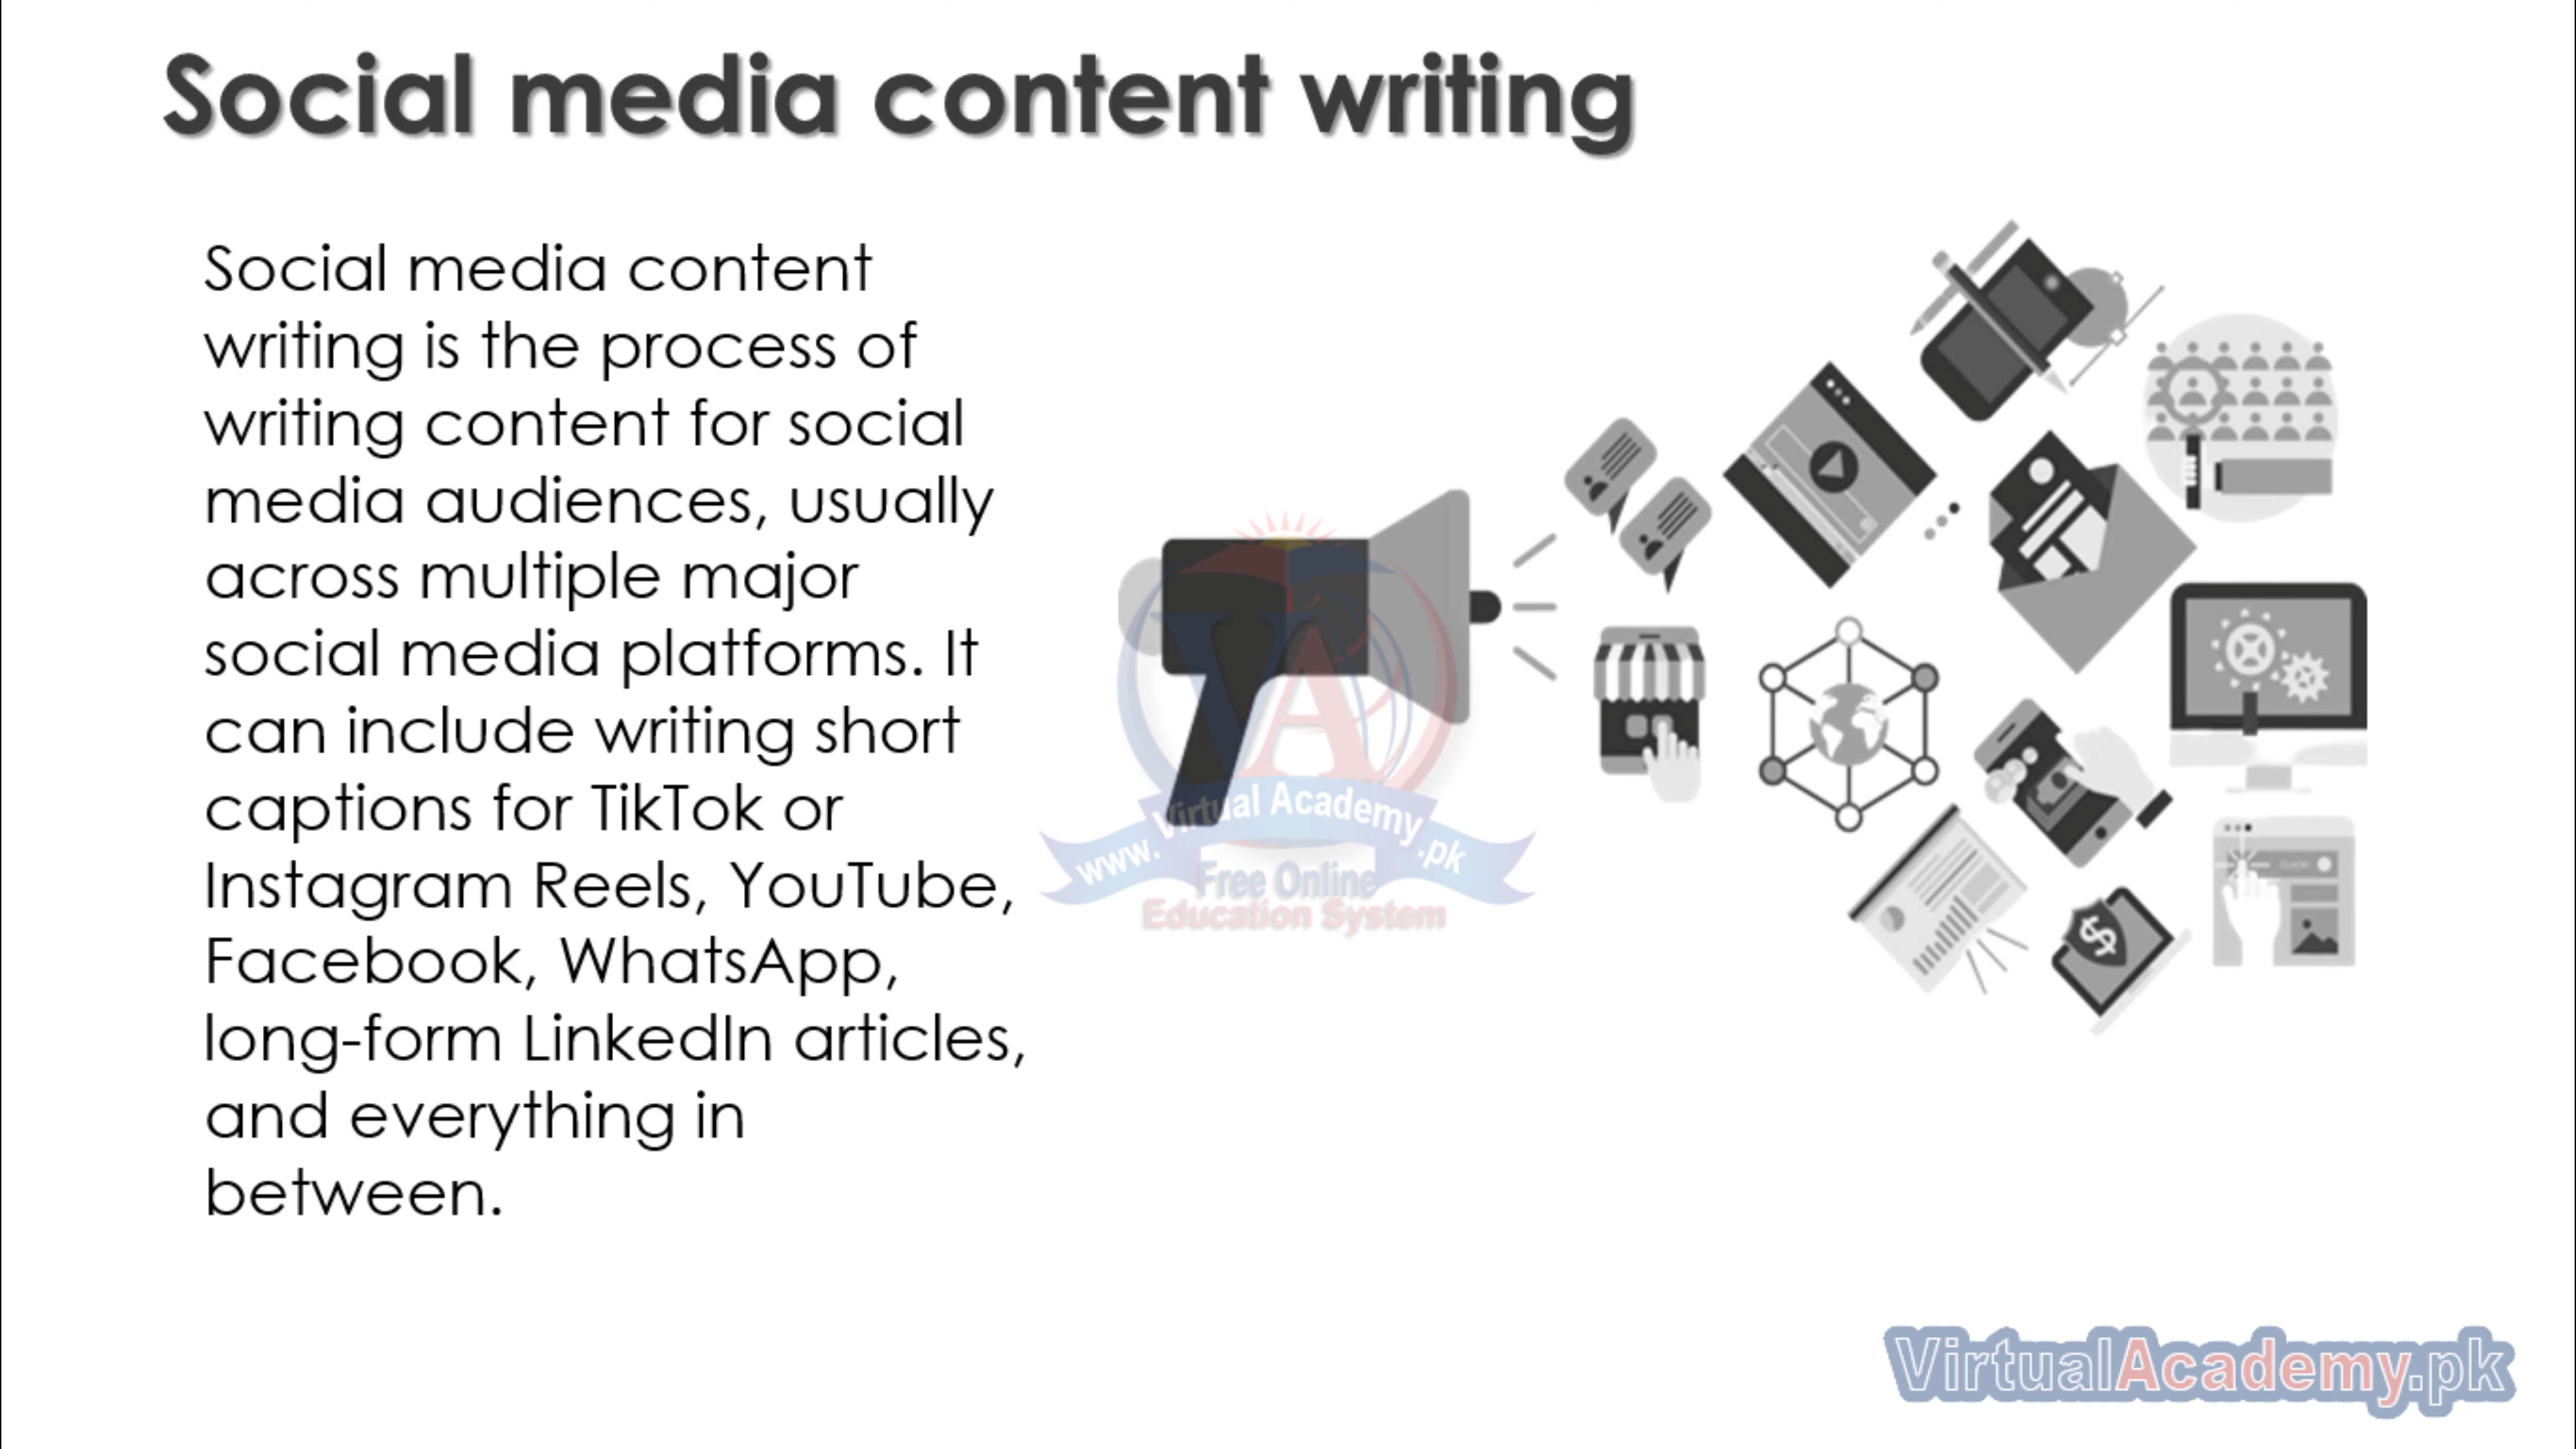 Social media content writing
Social media content
writing is the process of
writing content for social
media audiences, usually
across multiple major
social media platforms. It
can include writing short
captions for TikTok or
Instagram Reels, YouTube,
Facebook, WhatsApp,
long-form LinkedIn articles,
and everything in
between.
VA
www.Virtual Academy.pk
Free Online
Education System
VirtualAcademy.pk